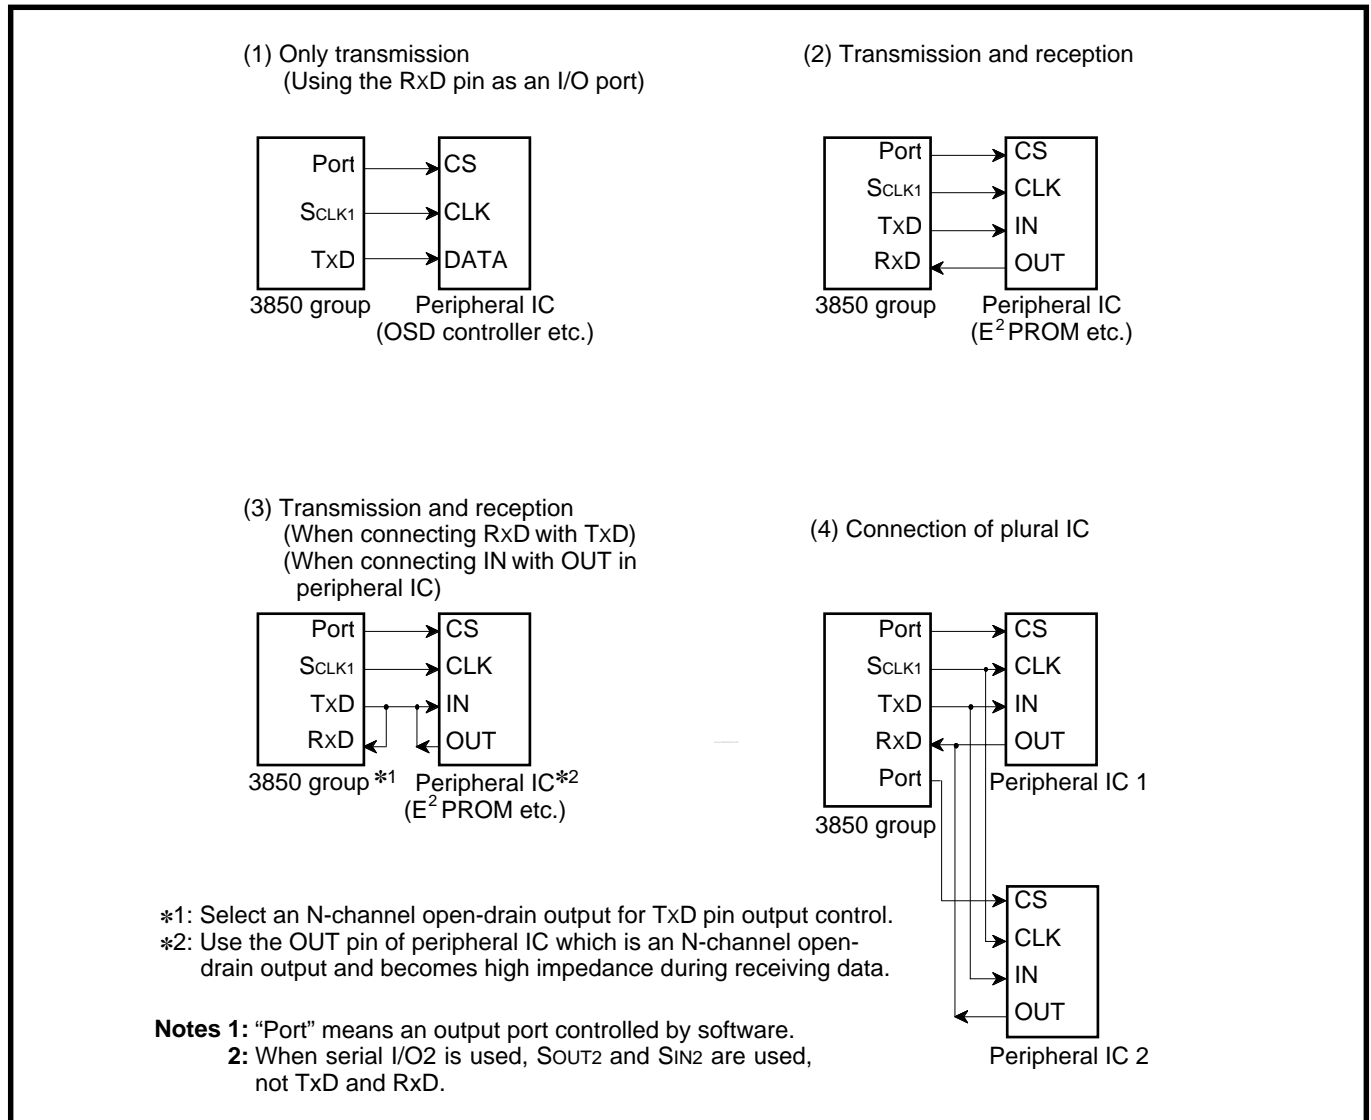 (1) Only transmission
(Using the RXD pin as an I/O port)
Port
SCLK1
TXD
CS
CLK
DATA
3850 group
Peripheral IC
(OSD controller etc.)
(2) Transmission and reception
Port
SCLK1
TXD
RXD
CS
CLK
IN
OUT
3850 group
Peripheral IC
(E2 PROM etc.)
(3) Transmission and reception
(When connecting RXD with TXD)
(When connecting IN with OUT in
peripheral IC)
Port
SCLK1
TXD
RXD
CS
CLK
IN
OUT
3850 group *1
Peripheral IC*2
(E2 PROM etc.)
(4) Connection of plural IC
Port
SCLK1
TXD
RXD
Port
CS
CLK
IN
OUT
3850 group
Peripheral IC 1
CS
CLK
IN
OUT
Peripheral IC 2
*1: Select an N-channel open-drain output for TXD pin output control.
*2: Use the OUT pin of peripheral IC which is an N-channel open-
drain output and becomes high impedance during receiving data.
Notes 1: “Port” means an output port controlled by software.
2: When serial I/O2 is used, SOUT2 and SIN2 are used,
not TxD and RxD.